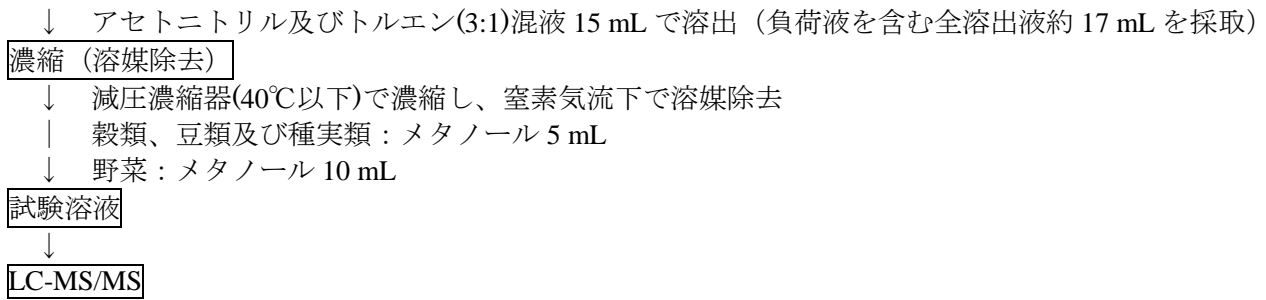 ↓ アセトニトリル及びトルエン(3:1)混液 15 mL で溶出（負荷液を含む全溶出液約 17 mL を採取）
濃縮（溶媒除去）
↓ 減圧濃縮器(40℃以下)で濃縮し、窒素気流下で溶媒除去
｜ 穀類、豆類及び種実類：メタノール 5 mL
↓ 野菜：メタノール 10 mL
試験溶液
↓
LC-MS/MS